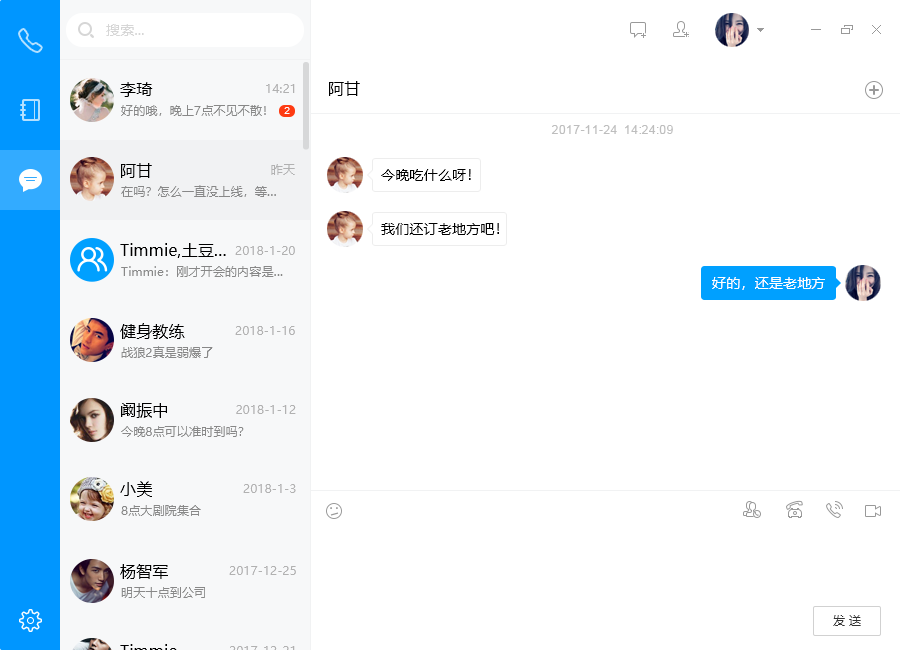 搜索...
李琦 14:21
好的哦，晚上7点不见不散！ 2
阿甘 昨天
在吗？怎么一直没上线，等...
Timmie,土豆... 2018-1-20
Timmie：刚才开会的内容是...
健身教练 2018-1-16
战狼2真是弱爆了
阚振中 2018-1-12
今晚8点可以准时到吗？
小美 2018-1-3
8点大剧院集合
杨智军 2017-12-25
明天十点到公司
Timmie 2017-12-21
阿甘
2017-11-24 14:24:09
今晚吃什么呀！
我们还订老地方吧！
好的，还是老地方
发 送